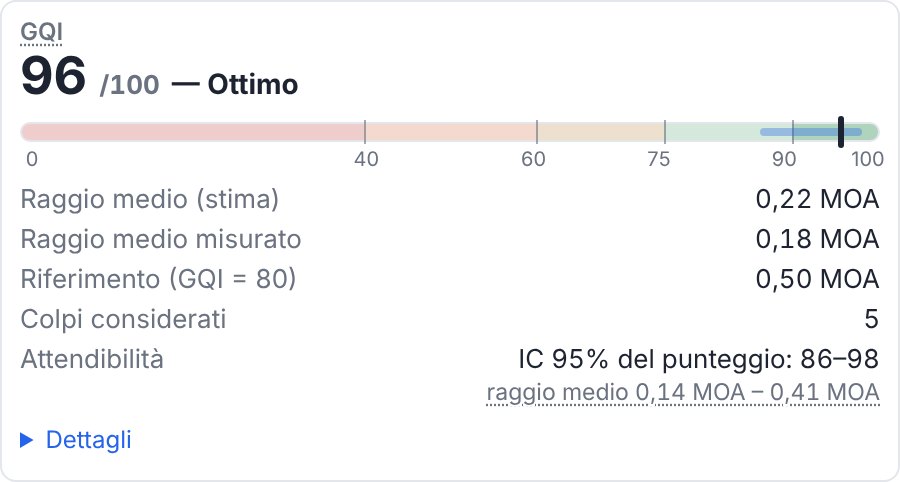 GQI
96 /100 — Ottimo
0 40 60 75 90 100
Raggio medio (stima) 0,22 MOA
Raggio medio misurato 0,18 MOA
Riferimento (GQI = 80) 0,50 MOA
Colpi considerati 5
Attendibilità IC 95% del punteggio: 86–98
raggio medio 0,14 MOA – 0,41 MOA
▶ Dettagli